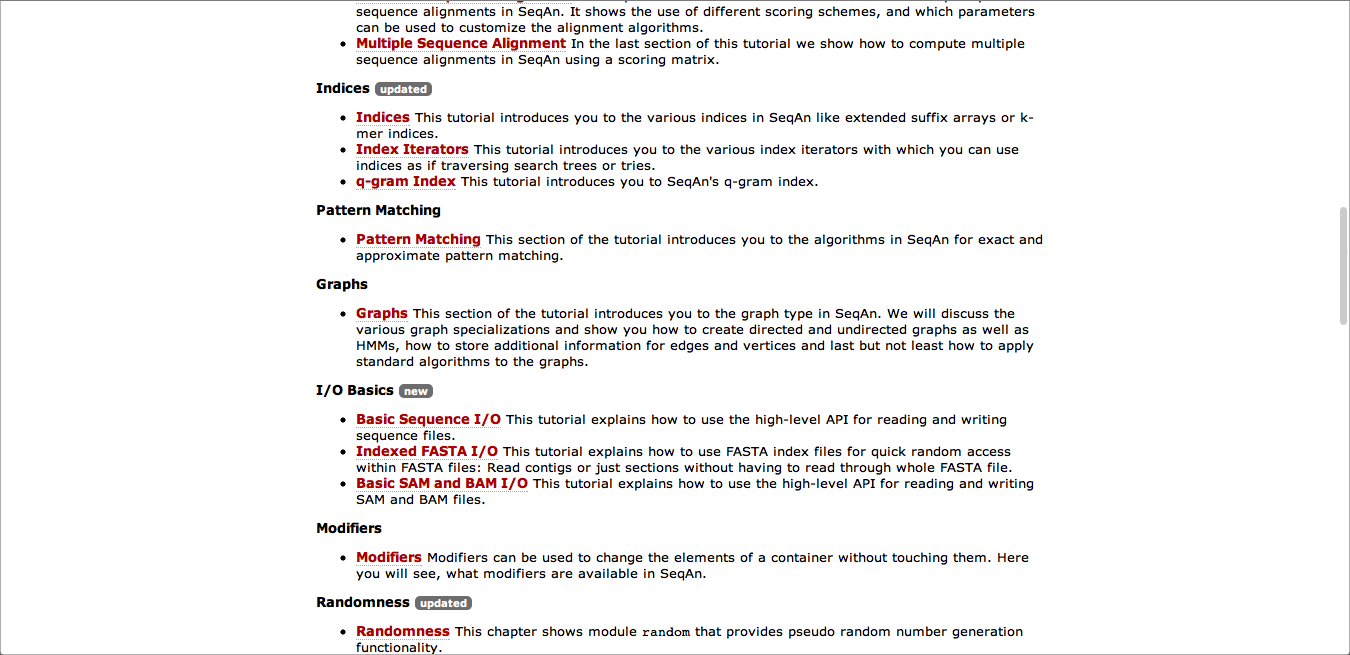 sequence alignments in SeqAn. It shows the use of different scoring schemes, and which parameters
can be used to customize the alignment algorithms.
• Multiple Sequence Alignment In the last section of this tutorial we show how to compute multiple
sequence alignments in SeqAn using a scoring matrix.
Indices updated
• Indices This tutorial introduces you to the various indices in SeqAn like extended suffix arrays or k-
mer indices.
• Index Iterators This tutorial introduces you to the various index iterators with which you can use
indices as if traversing search trees or tries.
• q-gram Index This tutorial introduces you to SeqAn's q-gram index.
Pattern Matching
• Pattern Matching This section of the tutorial introduces you to the algorithms in SeqAn for exact and
approximate pattern matching.
Graphs
• Graphs This section of the tutorial introduces you to the graph type in SeqAn. We will discuss the
various graph specializations and show you how to create directed and undirected graphs as well as
HMMs, how to store additional information for edges and vertices and last but not least how to apply
standard algorithms to the graphs.
I/O Basics new
• Basic Sequence I/O This tutorial explains how to use the high-level API for reading and writing
sequence files.
• Indexed FASTA I/O This tutorial explains how to use FASTA index files for quick random access
within FASTA files: Read contigs or just sections without having to read through whole FASTA file.
• Basic SAM and BAM I/O This tutorial explains how to use the high-level API for reading and writing
SAM and BAM files.
Modifiers
• Modifiers Modifiers can be used to change the elements of a container without touching them. Here
you will see, what modifiers are available in SeqAn.
Randomness updated
• Randomness This chapter shows module random that provides pseudo random number generation
functionality.